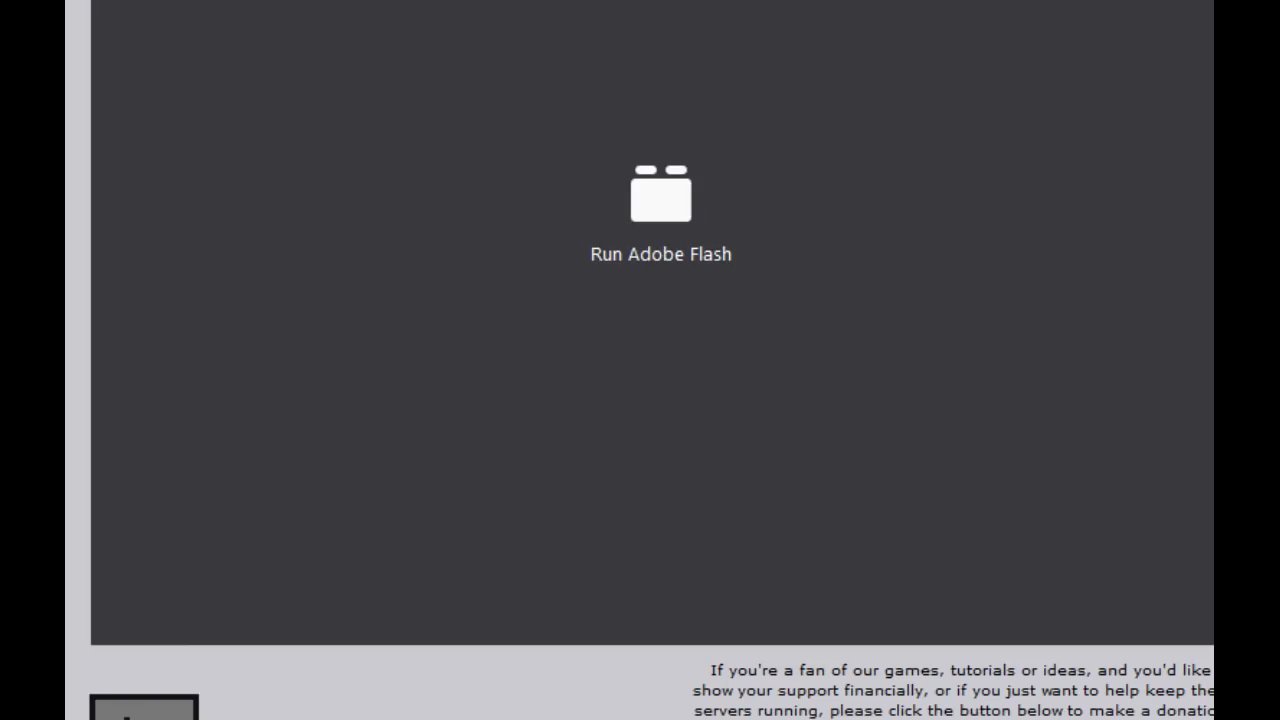 Run Adobe Flash
If you're a fan of our games, tutorials or ideas, and you'd like
show your support financially, or if you just want to help keep the
servers running, please click the button below to make a